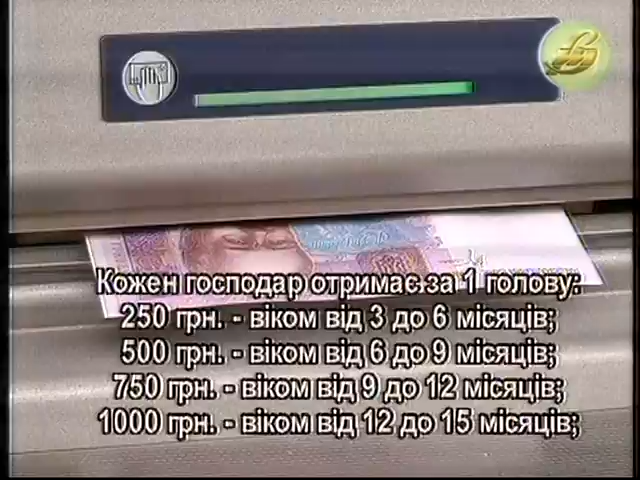 Кожен господар отримає за 1 голову:
250 грн. - віком від 3 до 6 місяців;
500 грн. - віком від 6 до 9 місяців;
750 грн. - віком від 9 до 12 місяців;
1000 грн. - віком від 12 до 15 місяців;